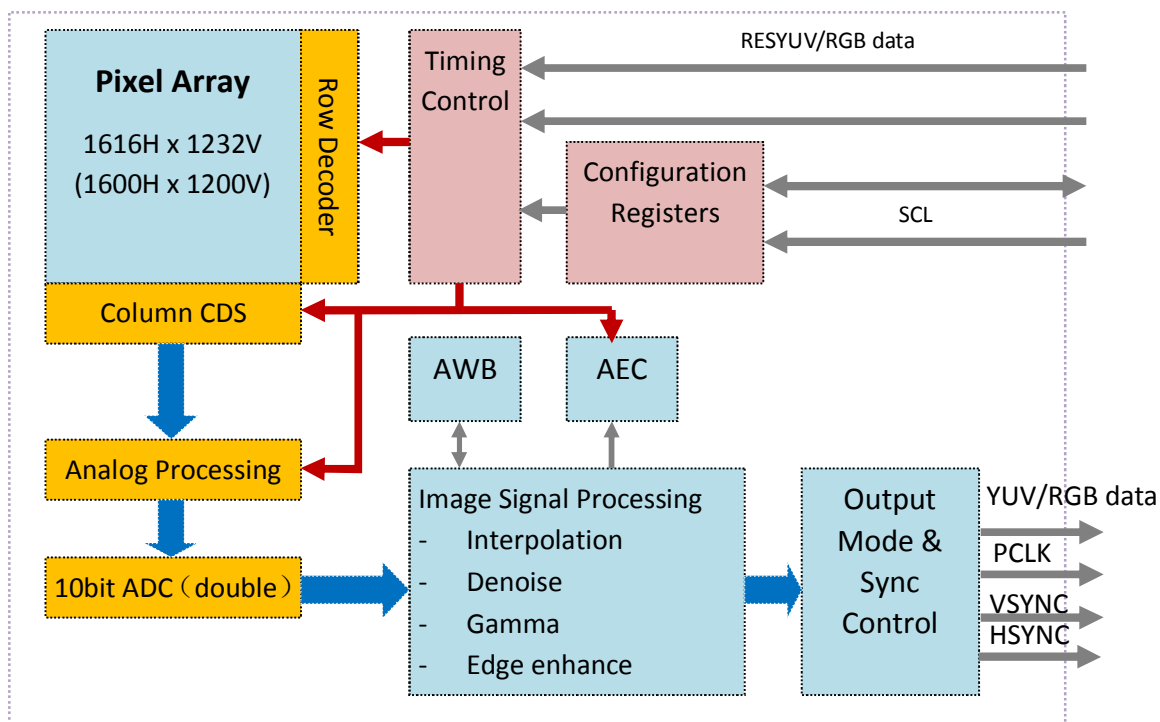 Pixel Array
1616H x 1232V
(1600H x 1200V)
Row Decoder
Timing
Control
RESYUV/RGB data
Configuration
Registers
SCL
Column CDS
AWB
AEC
Analog Processing
10bit ADC（double）
Image Signal Processing
- Interpolation
- Denoise
- Gamma
- Edge enhance
Output
Mode &
Sync
Control
YUV/RGB data
PCLK
VSYNC
HSYNC